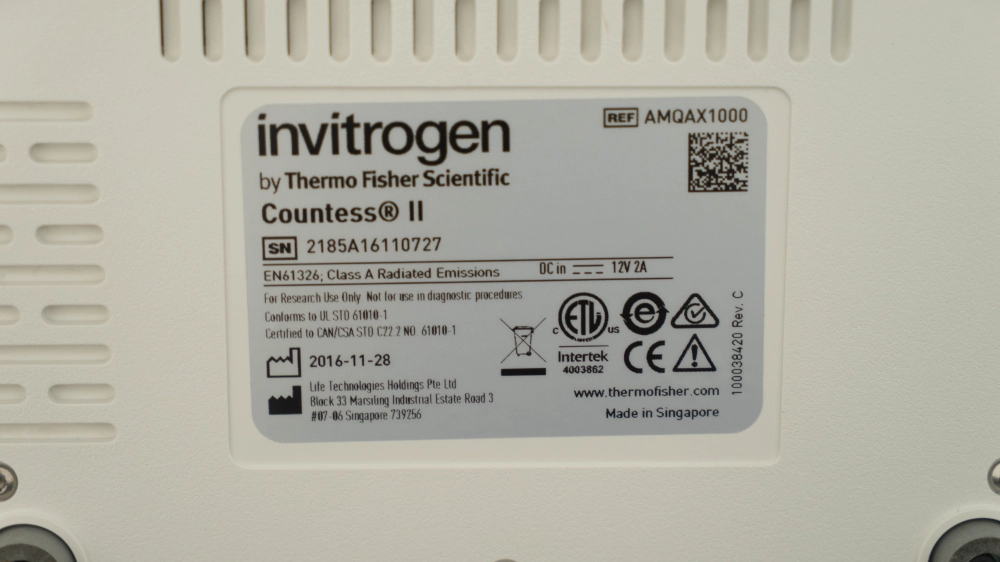 invitrogen
by Thermo Fisher Scientific
Countess® II
SN 2185A16110727
REF AMQAX1000
EN61326; Class A Radiated Emissions
DC in 12V 2A
For Research Use Only Not for use in diagnostic procedures
Conforms to UL STD 61010-1
Certified to CAN/CSA STD C22 2 NO. 61010-1
2016-11-28
Life Technologies Holdings Pte Ltd
Block 33 Marsiling Industrial Estate Road 3
#07-06 Singapore 739256
c ETL us
Intertek
4003862
e
CE
www.thermofisher.com
Made in Singapore
100038420 Rev. C